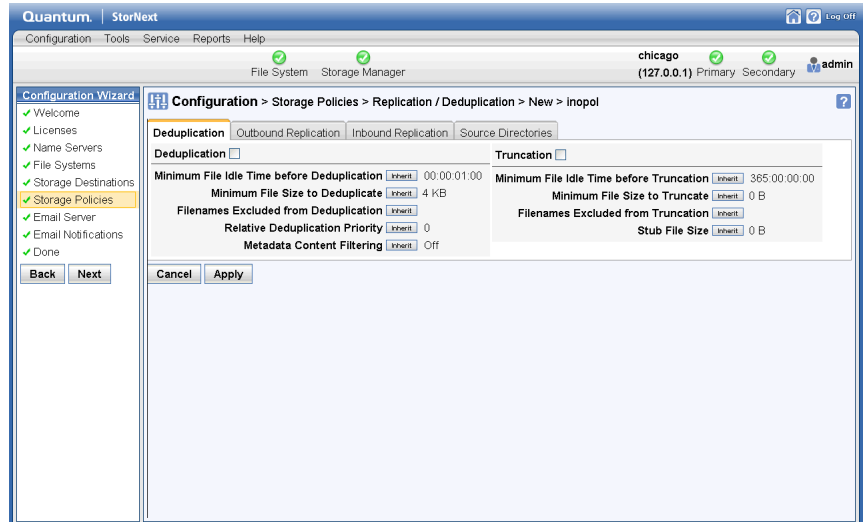 Quantum. | StorNext
Log Off
Configuration Tools Service Reports Help
File System Storage Manager
chicago
(127.0.0.1) Primary Secondary
admin
Configuration Wizard
Welcome
Licenses
Name Servers
File Systems
Storage Destinations
Storage Policies
Email Server
Email Notifications
Done
Back Next
Configuration > Storage Policies > Replication / Deduplication > New > inopol
?
Deduplication Outbound Replication Inbound Replication Source Directories
Deduplication
Minimum File Idle Time before Deduplication Inherit 00:00:01:00
Minimum File Size to Deduplicate Inherit 4 KB
Filenames Excluded from Deduplication Inherit
Relative Deduplication Priority Inherit 0
Metadata Content Filtering Inherit Off
Truncation
Minimum File Idle Time before Truncation Inherit 365:00:00:00
Minimum File Size to Truncate Inherit 0 B
Filenames Excluded from Truncation Inherit
Stub File Size Inherit 0 B
Cancel Apply